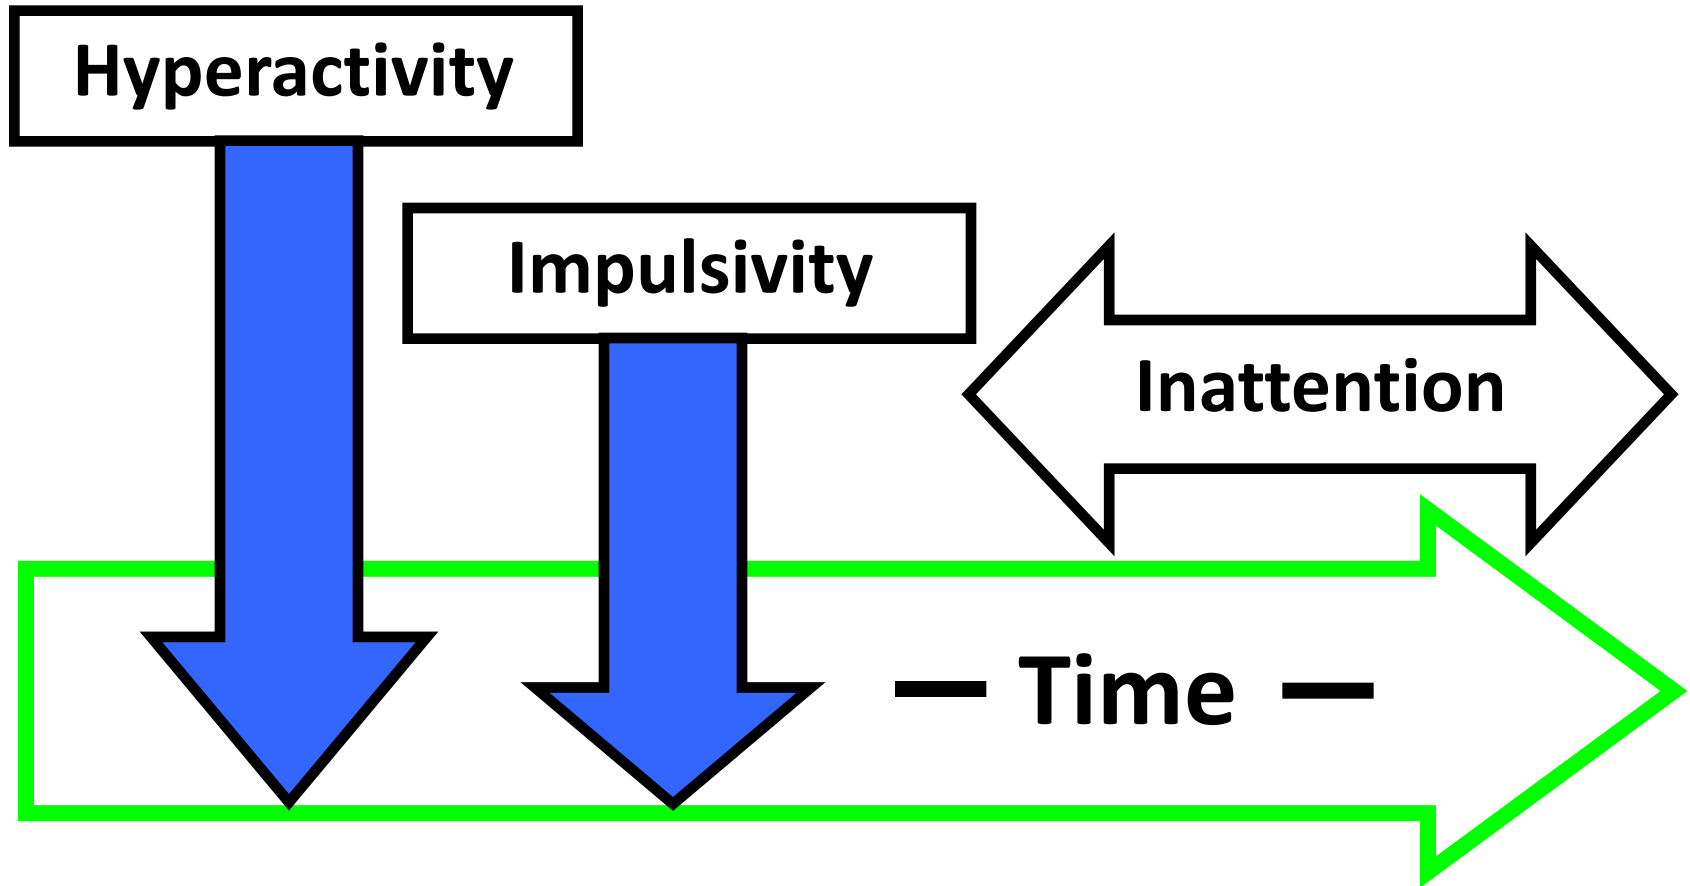 Hyperactivity
Impulsivity
Inattention
— Time —